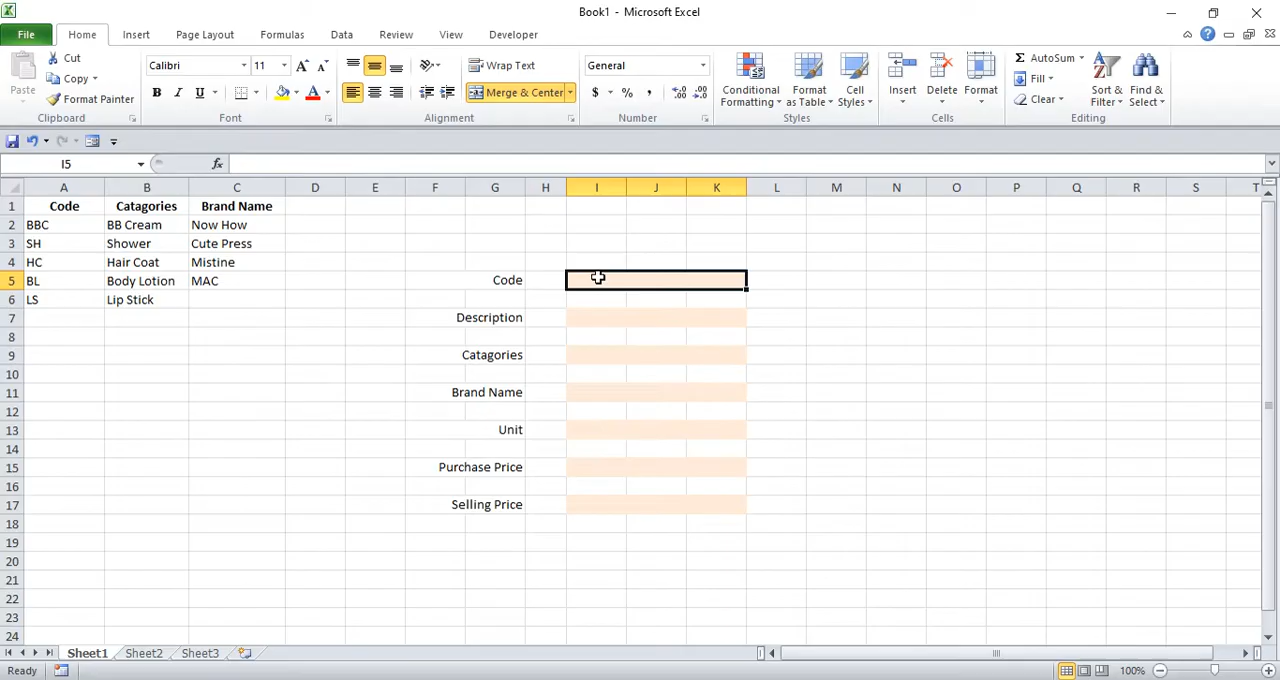 Book1 - Microsoft Excel
File Home Insert Page Layout Formulas Data Review View Developer
Paste
Cut
Copy
Format Painter
Clipboard
Calibri 11
B I U
Font
Wrap Text
Merge & Center
Alignment
General
$ % ,
Number
Conditional Formatting
Format as Table
Cell Styles
Styles
Insert Delete Format
Cells
AutoSum
Fill
Clear
Sort & Filter
Find & Select
Editing
I5
fx
A B C D E F G H I J K L M N O P Q R S T
1 Code Catagories Brand Name
2 BBC BB Cream Now How
3 SH Shower Cute Press
4 HC Hair Coat Mistine
5 BL Body Lotion MAC Code
6 LS Lip Stick
7 Description
8
9 Catagories
10
11 Brand Name
12
13 Unit
14
15 Purchase Price
16
17 Selling Price
18
19
20
21
22
23
24
Sheet1 Sheet2 Sheet3
Ready 100%